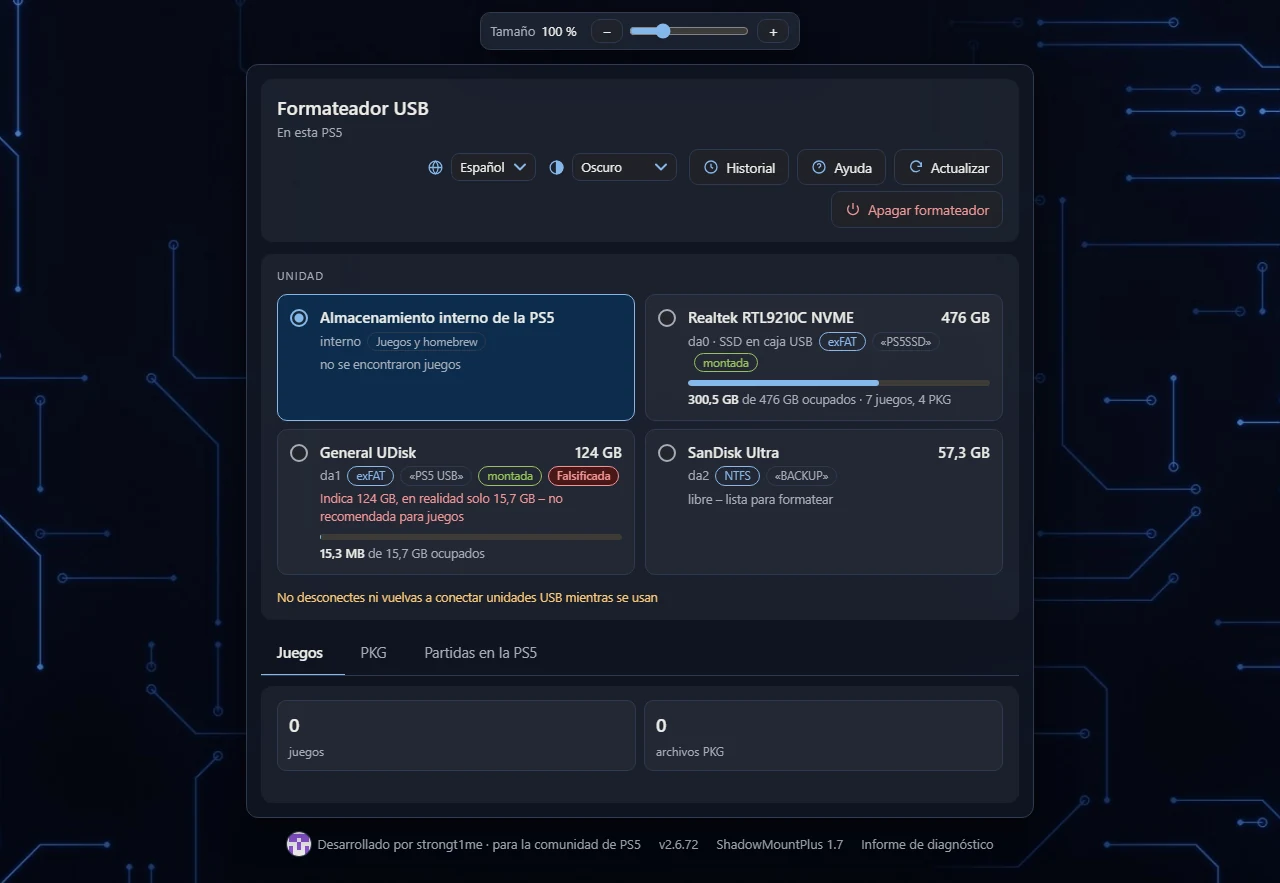 Tamaño 100 % − +
Formateador USB
En esta PS5
Español Oscuro Historial Ayuda Actualizar
Apagar formateador
UNIDAD
Almacenamiento interno de la PS5
interno Juegos y homebrew
no se encontraron juegos
Realtek RTL9210C NVME 476 GB
da0 · SSD en caja USB exFAT «PS5SSD»
montada
300,5 GB de 476 GB ocupados · 7 juegos, 4 PKG
General UDisk 124 GB
da1 exFAT «PS5 USB» montada Falsificada
Indica 124 GB, en realidad solo 15,7 GB – no
recomendada para juegos
15,3 MB de 15,7 GB ocupados
SanDisk Ultra 57,3 GB
da2 NTFS «BACKUP»
libre – lista para formatear
No desconectes ni vuelvas a conectar unidades USB mientras se usan
Juegos PKG Partidas en la PS5
0
juegos
0
archivos PKG
Desarrollado por strongt1me · para la comunidad de PS5 v2.6.72 ShadowMountPlus 1.7 Informe de diagnóstico